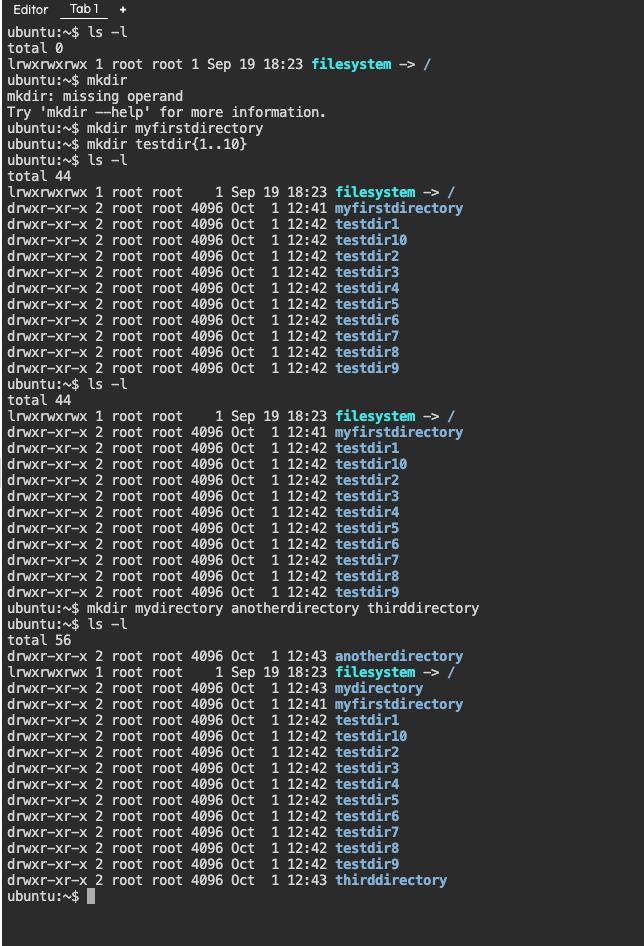 Editor Tab 1 +
ubuntu:~$ ls -l
total 0
lrwxrwxrwx 1 root root 1 Sep 19 18:23 filesystem -> /
ubuntu:~$ mkdir
mkdir: missing operand
Try 'mkdir --help' for more information.
ubuntu:~$ mkdir myfirstdirectory
ubuntu:~$ mkdir testdir{1..10}
ubuntu:~$ ls -l
total 44
lrwxrwxrwx 1 root root    1 Sep 19 18:23 filesystem -> /
drwxr-xr-x 2 root root 4096 Oct  1 12:41 myfirstdirectory
drwxr-xr-x 2 root root 4096 Oct  1 12:42 testdir1
drwxr-xr-x 2 root root 4096 Oct  1 12:42 testdir10
drwxr-xr-x 2 root root 4096 Oct  1 12:42 testdir2
drwxr-xr-x 2 root root 4096 Oct  1 12:42 testdir3
drwxr-xr-x 2 root root 4096 Oct  1 12:42 testdir4
drwxr-xr-x 2 root root 4096 Oct  1 12:42 testdir5
drwxr-xr-x 2 root root 4096 Oct  1 12:42 testdir6
drwxr-xr-x 2 root root 4096 Oct  1 12:42 testdir7
drwxr-xr-x 2 root root 4096 Oct  1 12:42 testdir8
drwxr-xr-x 2 root root 4096 Oct  1 12:42 testdir9
ubuntu:~$ ls -l
total 44
lrwxrwxrwx 1 root root    1 Sep 19 18:23 filesystem -> /
drwxr-xr-x 2 root root 4096 Oct  1 12:41 myfirstdirectory
drwxr-xr-x 2 root root 4096 Oct  1 12:42 testdir1
drwxr-xr-x 2 root root 4096 Oct  1 12:42 testdir10
drwxr-xr-x 2 root root 4096 Oct  1 12:42 testdir2
drwxr-xr-x 2 root root 4096 Oct  1 12:42 testdir3
drwxr-xr-x 2 root root 4096 Oct  1 12:42 testdir4
drwxr-xr-x 2 root root 4096 Oct  1 12:42 testdir5
drwxr-xr-x 2 root root 4096 Oct  1 12:42 testdir6
drwxr-xr-x 2 root root 4096 Oct  1 12:42 testdir7
drwxr-xr-x 2 root root 4096 Oct  1 12:42 testdir8
drwxr-xr-x 2 root root 4096 Oct  1 12:42 testdir9
ubuntu:~$ mkdir mydirectory anotherdirectory thirddirectory
ubuntu:~$ ls -l
total 56
drwxr-xr-x 2 root root 4096 Oct  1 12:43 anotherdirectory
lrwxrwxrwx 1 root root    1 Sep 19 18:23 filesystem -> /
drwxr-xr-x 2 root root 4096 Oct  1 12:43 mydirectory
drwxr-xr-x 2 root root 4096 Oct  1 12:41 myfirstdirectory
drwxr-xr-x 2 root root 4096 Oct  1 12:42 testdir1
drwxr-xr-x 2 root root 4096 Oct  1 12:42 testdir10
drwxr-xr-x 2 root root 4096 Oct  1 12:42 testdir2
drwxr-xr-x 2 root root 4096 Oct  1 12:42 testdir3
drwxr-xr-x 2 root root 4096 Oct  1 12:42 testdir4
drwxr-xr-x 2 root root 4096 Oct  1 12:42 testdir5
drwxr-xr-x 2 root root 4096 Oct  1 12:42 testdir6
drwxr-xr-x 2 root root 4096 Oct  1 12:42 testdir7
drwxr-xr-x 2 root root 4096 Oct  1 12:42 testdir8
drwxr-xr-x 2 root root 4096 Oct  1 12:42 testdir9
drwxr-xr-x 2 root root 4096 Oct  1 12:43 thirddirectory
ubuntu:~$